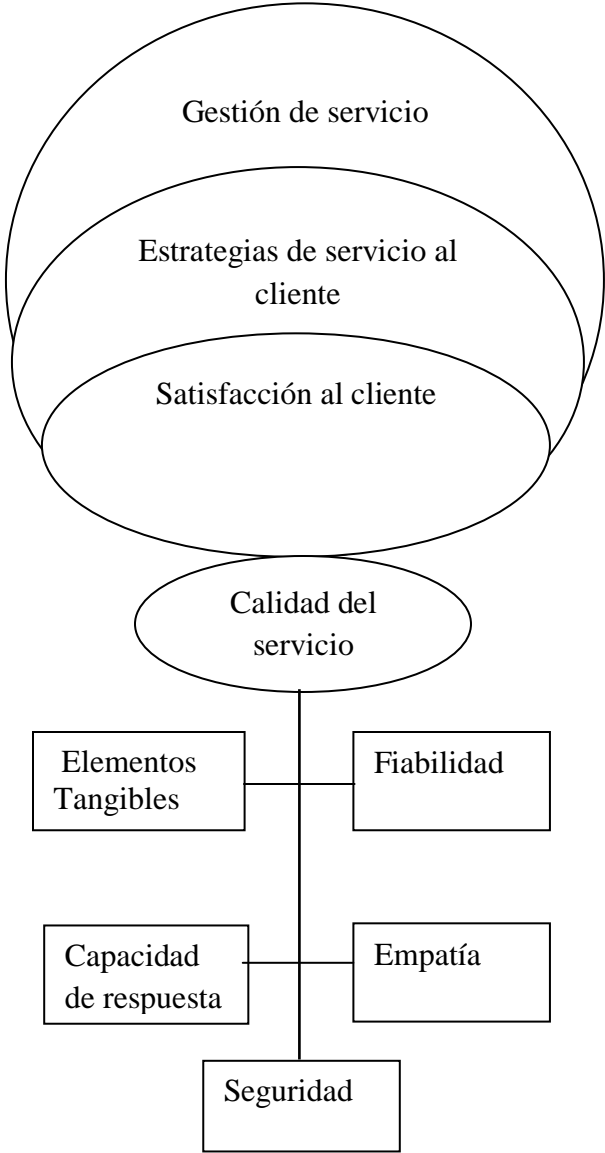 Gestión de servicio
Estrategias de servicio al
cliente
Satisfacción al cliente
Calidad del
servicio
Elementos
Tangibles
Fiabilidad
Capacidad
de respuesta
Empatía
Seguridad